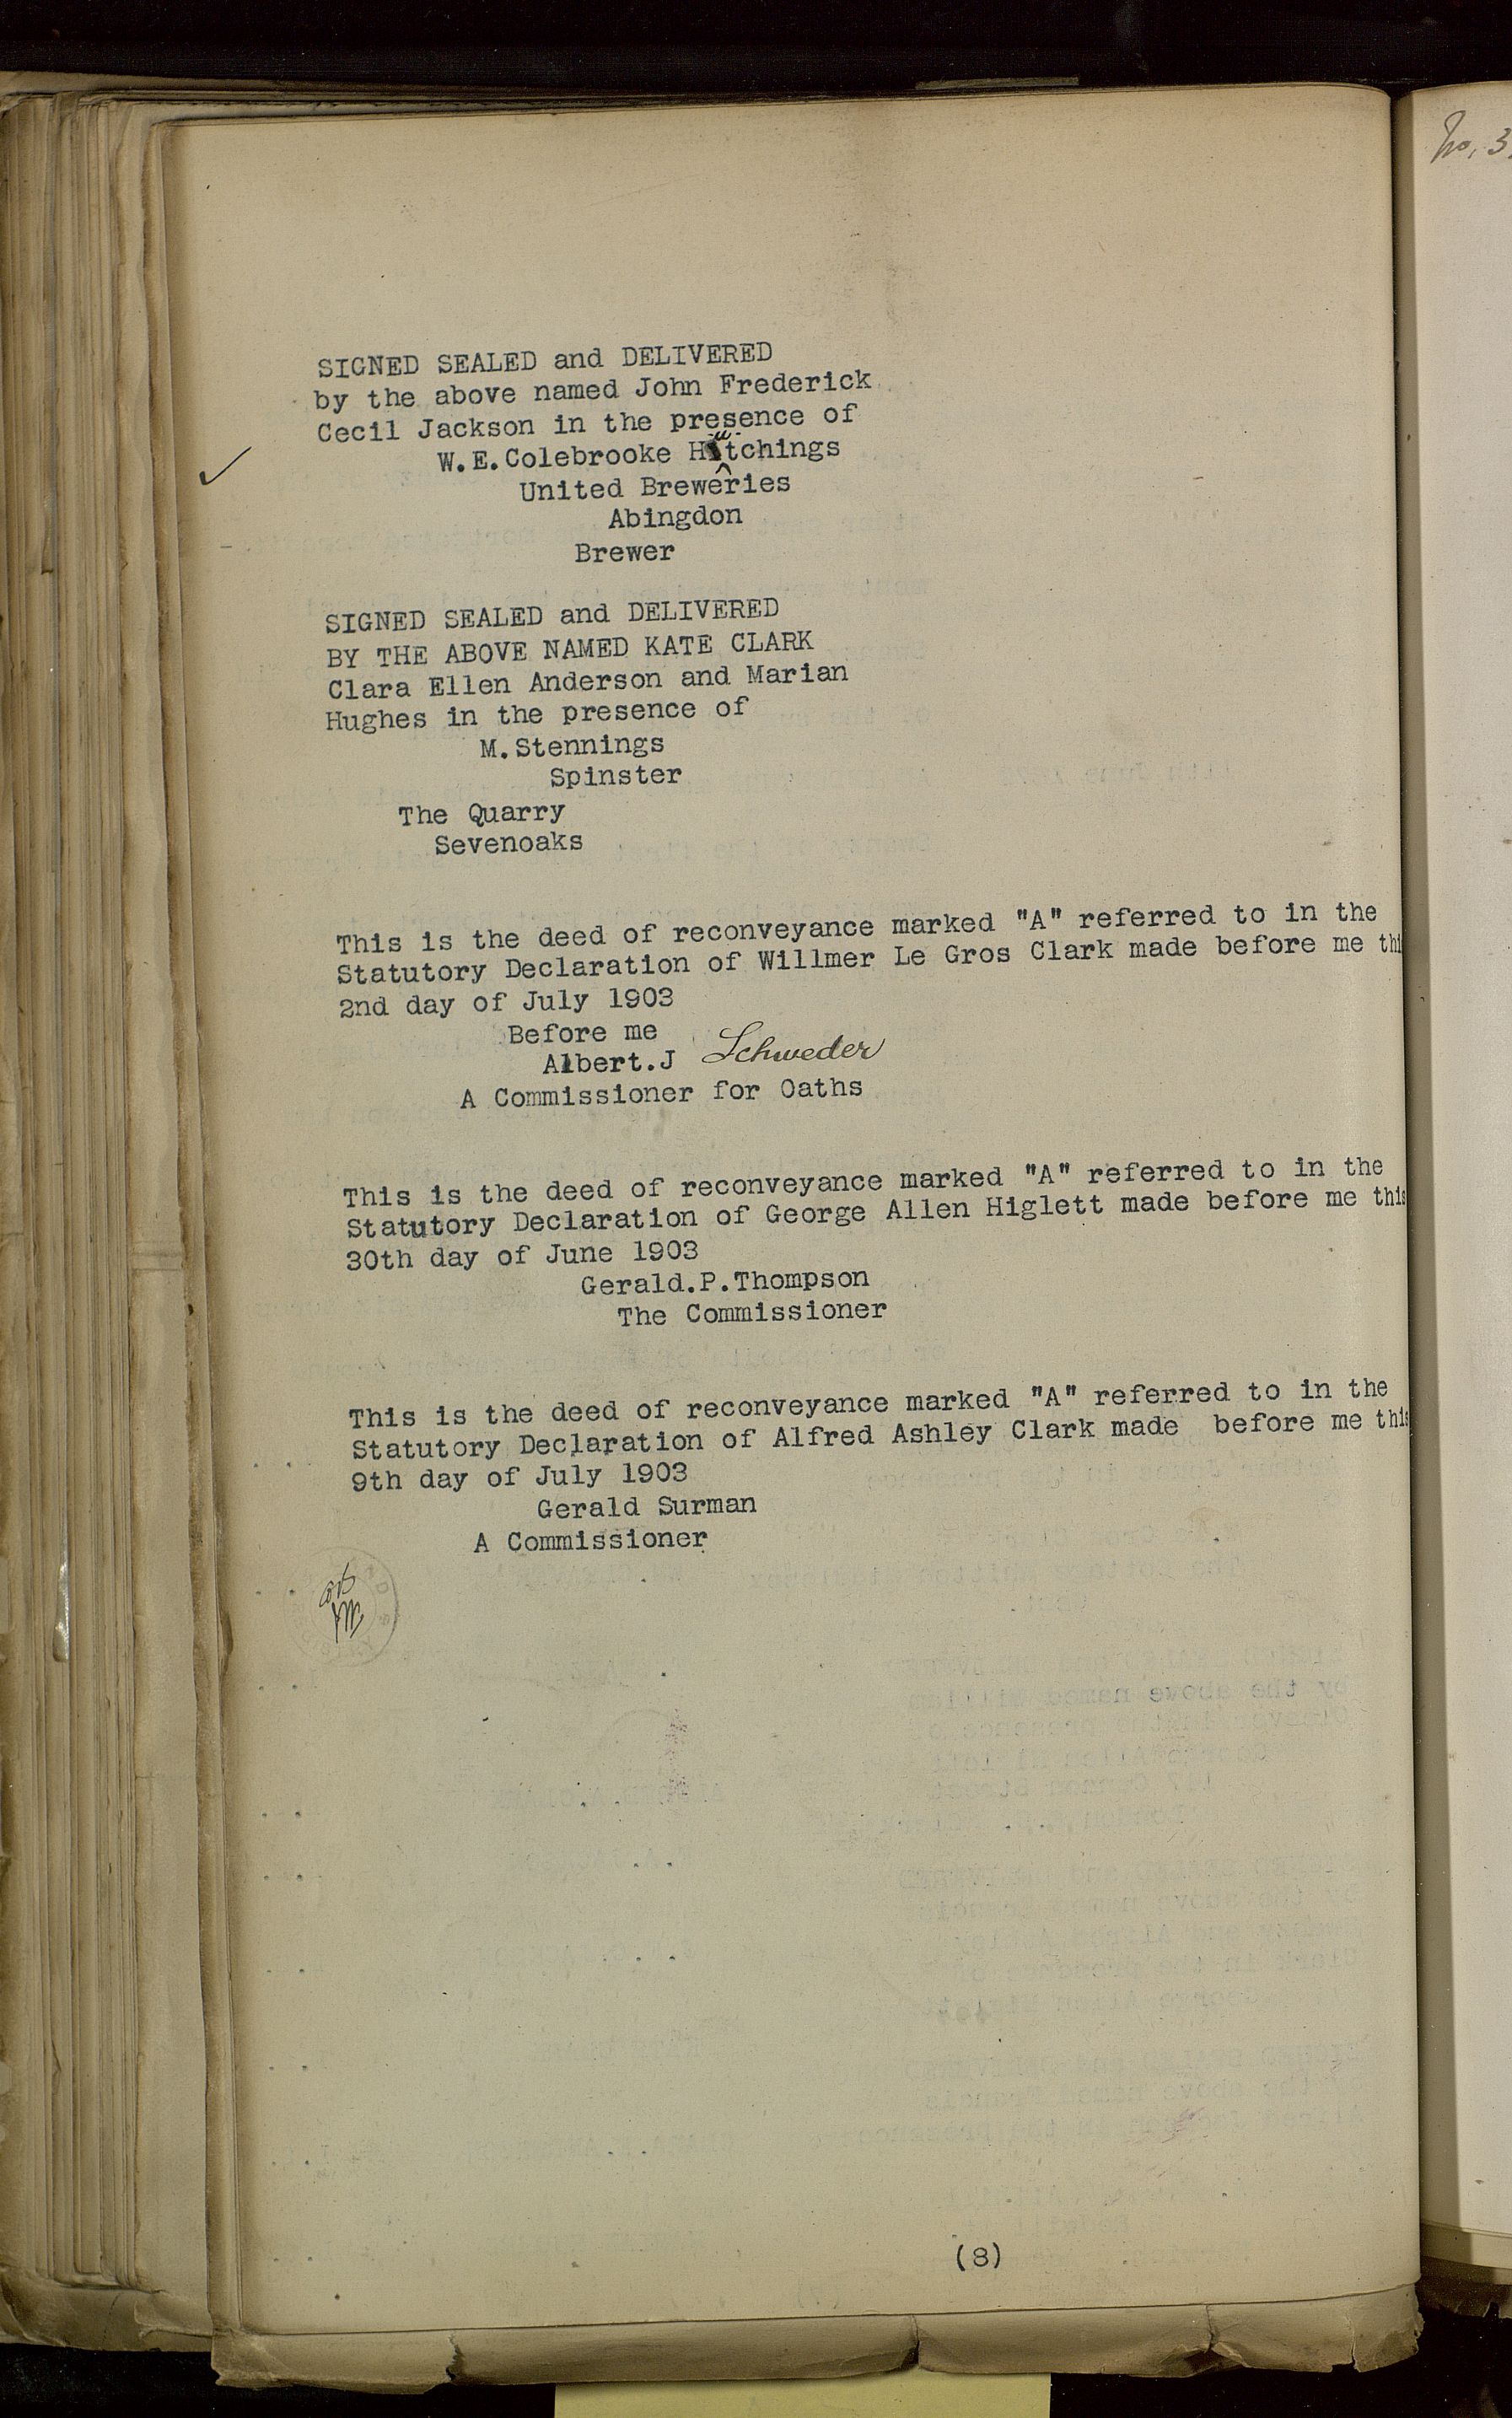 No. 3.
SIGNED SEALED and DELIVERED
by the above named John Frederick
Cecil Jackson in the presence of
W.E.Colebrooke Hutchings
United Breweries
Abingdon
Brewer
SIGNED SEALED and DELIVERED
BY THE ABOVE NAMED KATE CLARK
Clara Ellen Anderson and Marian
Hughes in the presence of
M.Stennings
Spinster
The Quarry
Sevenoaks
This is the deed of reconveyance marked "A" referred to in the
Statutory Declaration of Willmer Le Gros Clark made before me thi
2nd day of July 1903
Before me
Albert.J Schweder
A Commissioner for Oaths
This is the deed of reconveyance marked "A" referred to in the
Statutory Declaration of George Allen Higlett made before me this
30th day of June 1903
Gerald.P.Thompson
The Commissioner
This is the deed of reconveyance marked "A" referred to in the
Statutory Declaration of Alfred Ashley Clark made before me this
9th day of July 1903
Gerald Surman
A Commissioner
(8)